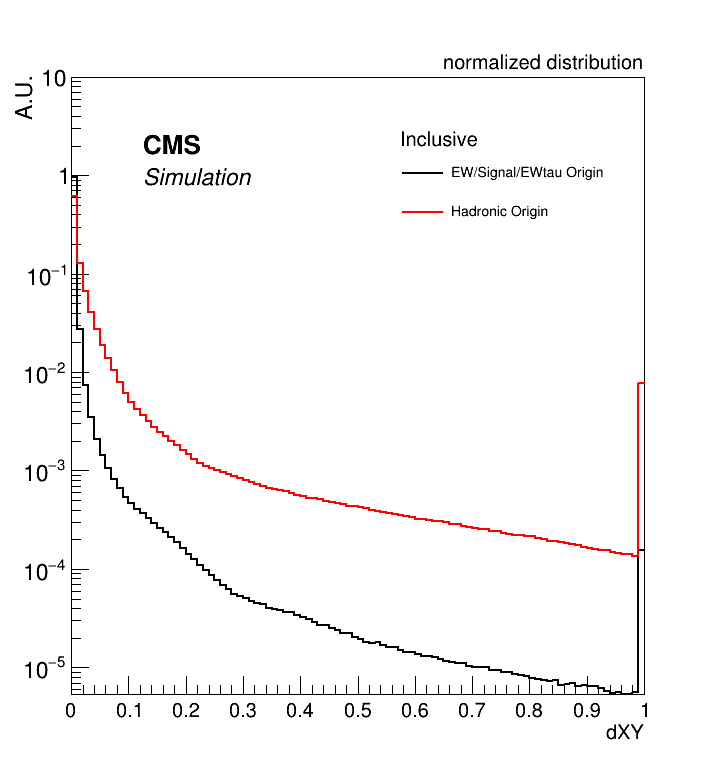 normalized distribution
A.U.
10
CMS
Simulation
Inclusive
EW/Signal/EWtau Origin
Hadronic Origin
1
10⁻¹
10⁻²
10⁻³
10⁻⁴
10⁻⁵
0 0.1 0.2 0.3 0.4 0.5 0.6 0.7 0.8 0.9 1
dXY